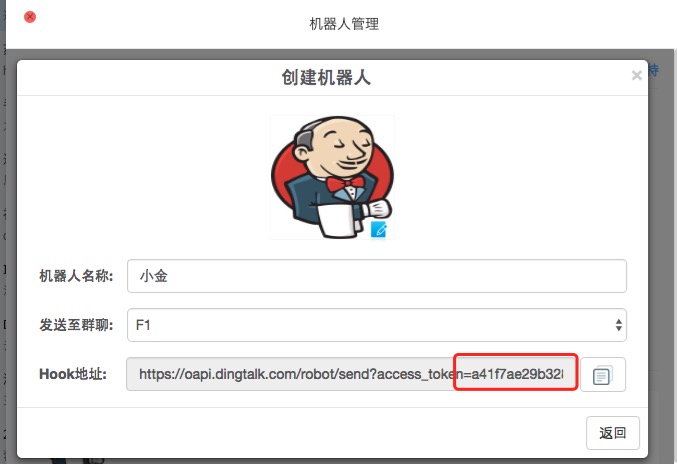 机器人管理
创建机器人
机器人名称: 小金
发送至群聊: F1
Hook地址: https://oapi.dingtalk.com/robot/send?access_token=a41f7ae29b32
返回